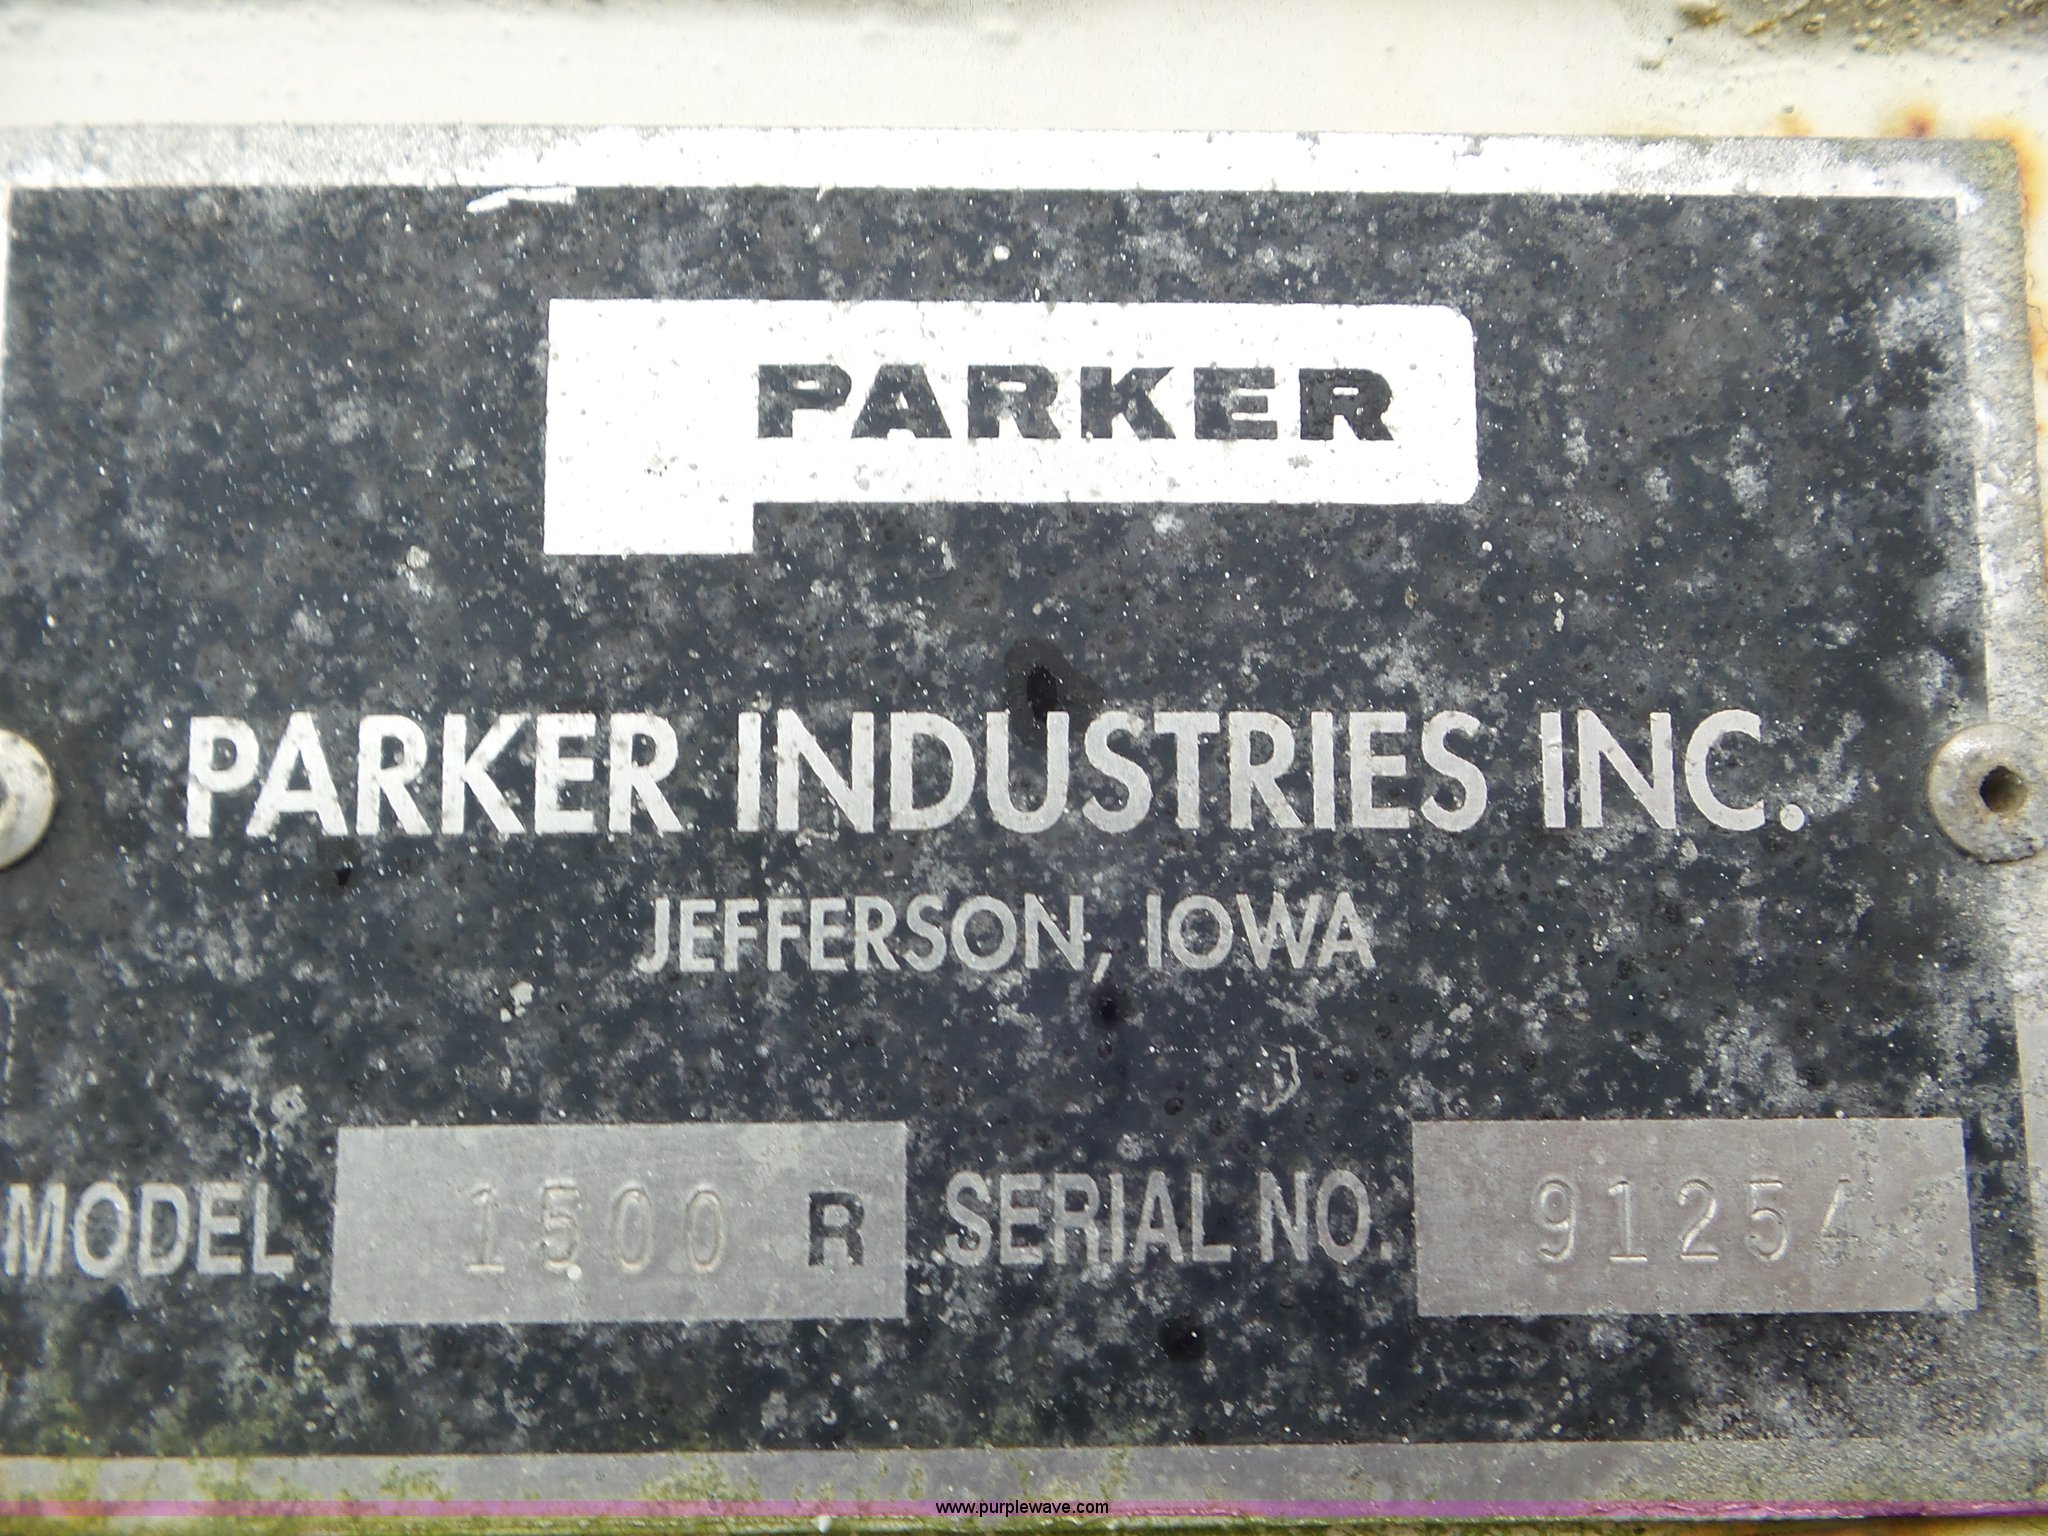 PARKER
PARKER INDUSTRIES INC.
JEFFERSON, IOWA
MODEL 1500 R SERIAL NO. 91254
www.purplewave.com